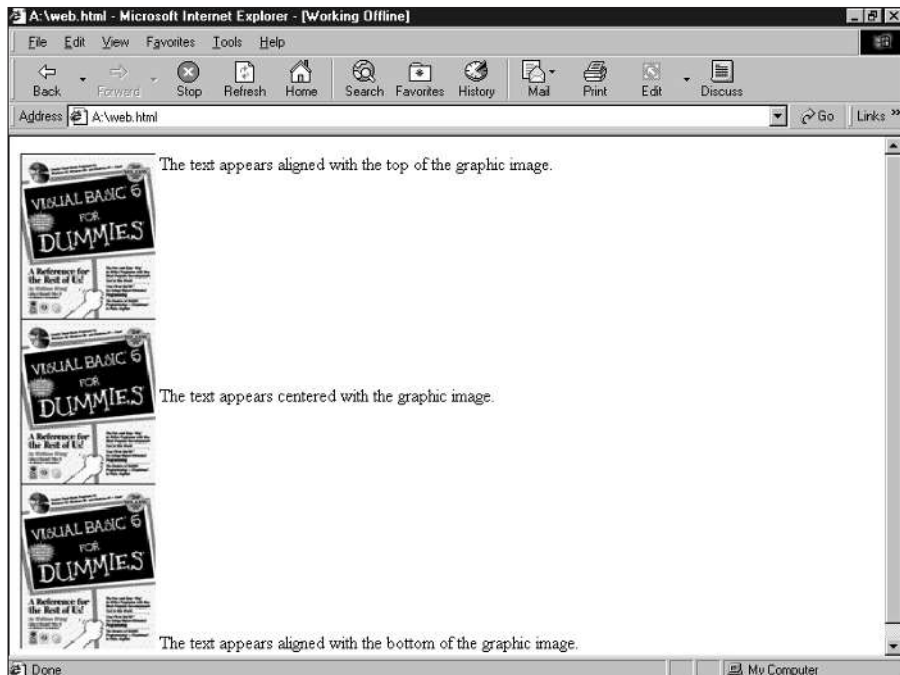 A:\web.html - Microsoft Internet Explorer - [Working Offline]
File Edit View Favorites Tools Help
Back Forward Stop Refresh Home Search Favorites History Mail Print Edit Discuss
Address A:\web.html Go Links »
The text appears aligned with the top of the graphic image.
VISUAL BASIC 6
FOR
DUMMIES
A Reference for
the Rest of Us!
VISUAL BASIC 6
FOR
DUMMIES
The text appears centered with the graphic image.
A Reference for
the Rest of Us!
VISUAL BASIC 6
FOR
DUMMIES
A Reference for
the Rest of Us!
The text appears aligned with the bottom of the graphic image.
Done My Computer